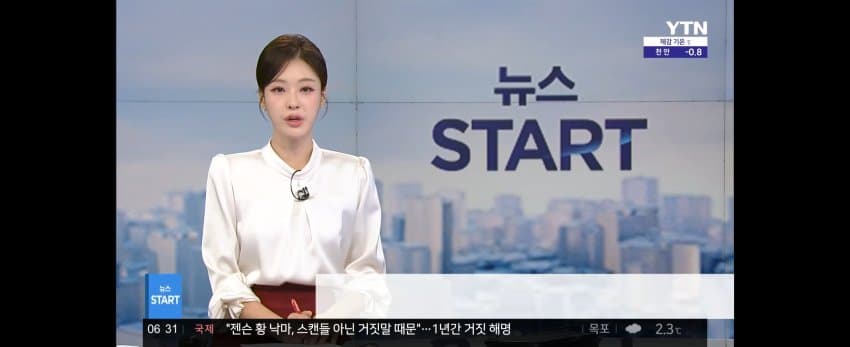 YTN
체감 기온 ℃
천안 -0.8
뉴스
START
뉴스
START
06 31 국제 "젠슨 황 낙마, 스캔들 아닌 거짓말 때문"…1년간 거짓 해명 목포 2.3℃